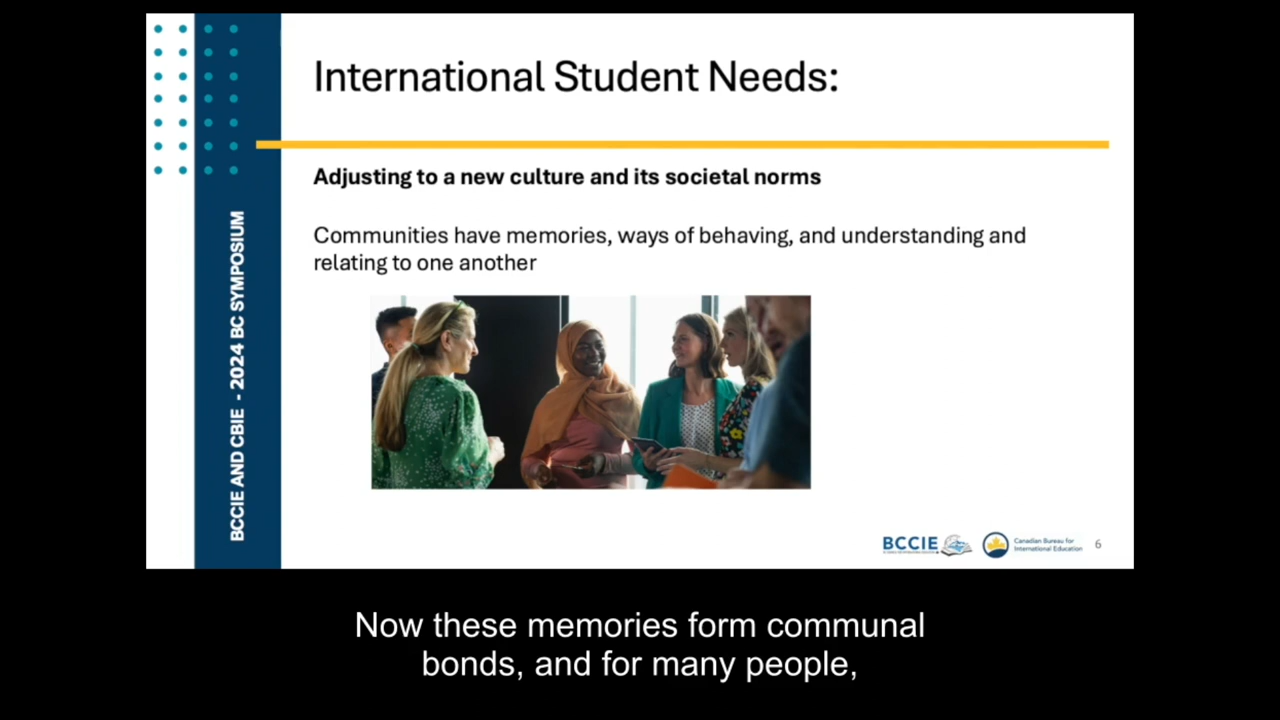 International Student Needs:
Adjusting to a new culture and its societal norms
Communities have memories, ways of behaving, and understanding and
relating to one another
BCCIE AND CBIE - 2024 BC SYMPOSIUM
BCCIE
Canadian Bureau for
International Education
6
Now these memories form communal
bonds, and for many people,